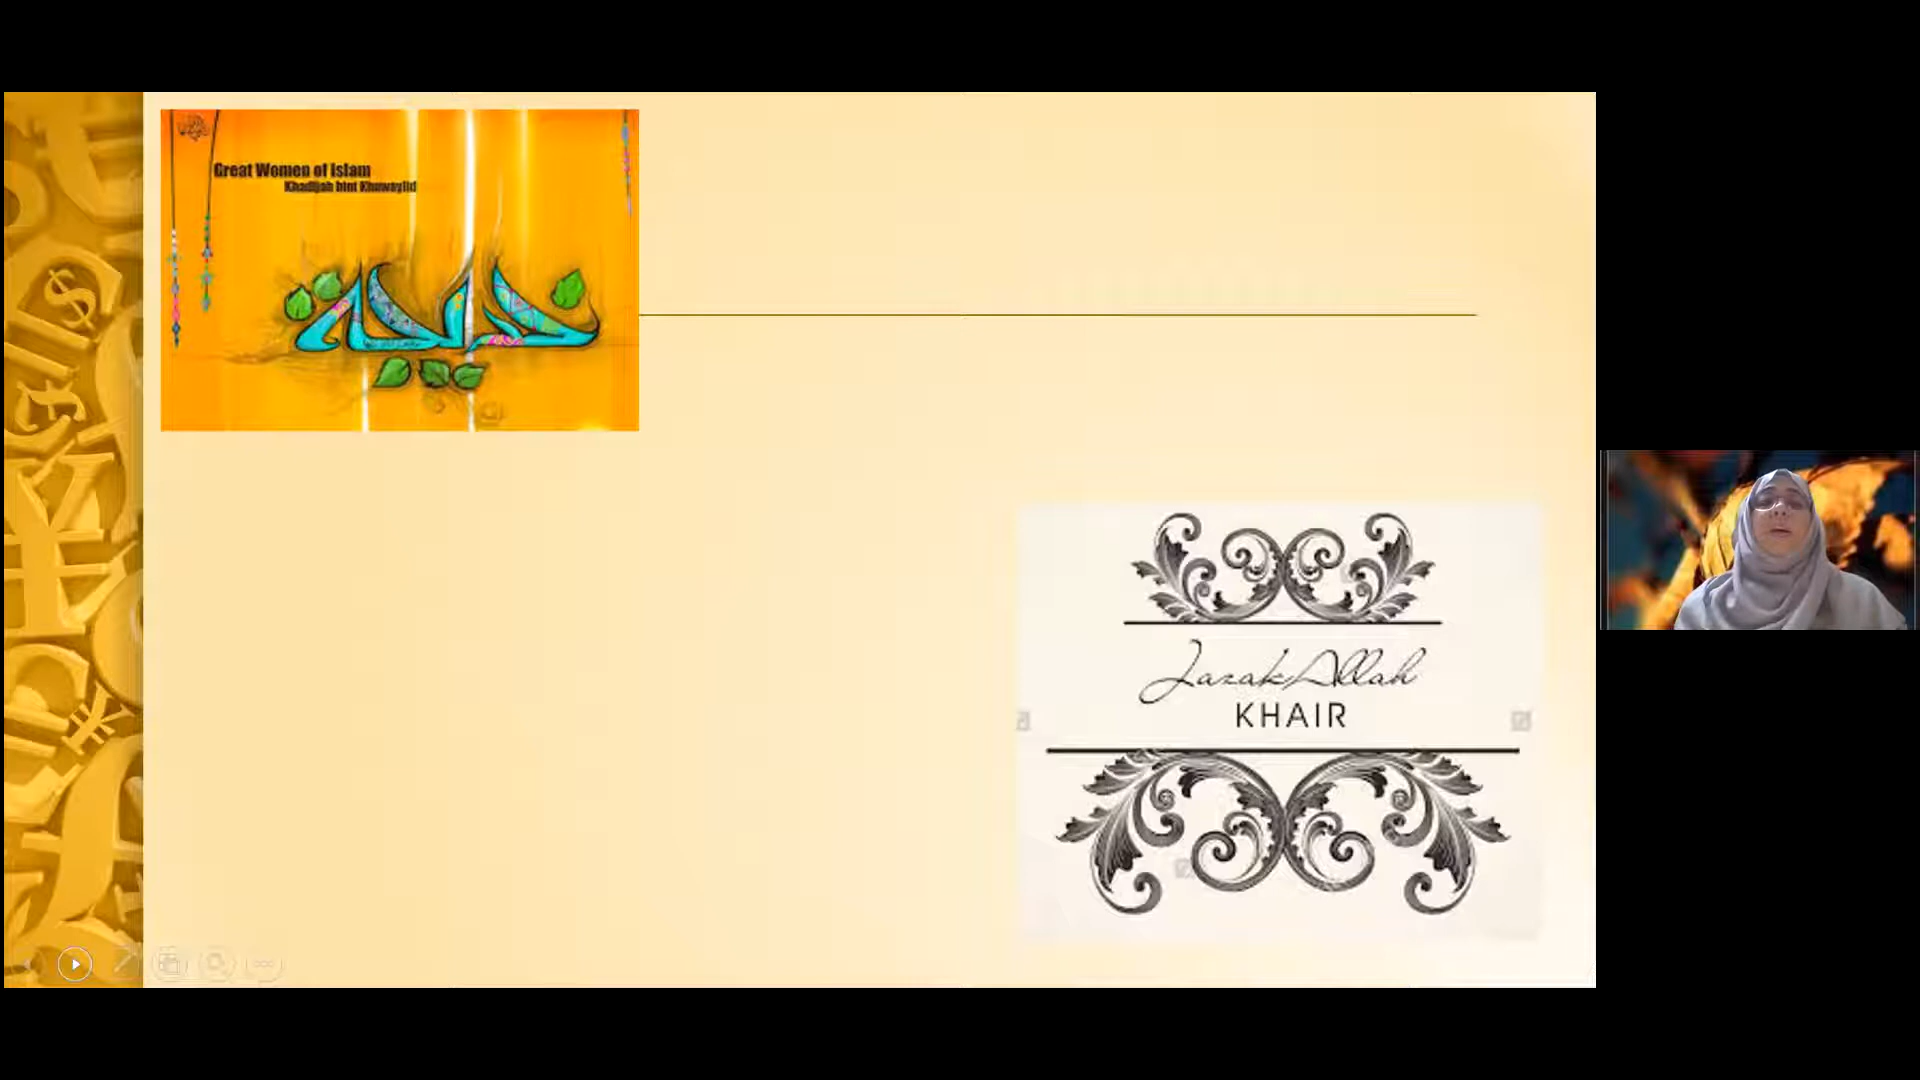 Great Women of Islam
Khadijah bint Khuwaylid
خديجة
JazakAllah
KHAIR